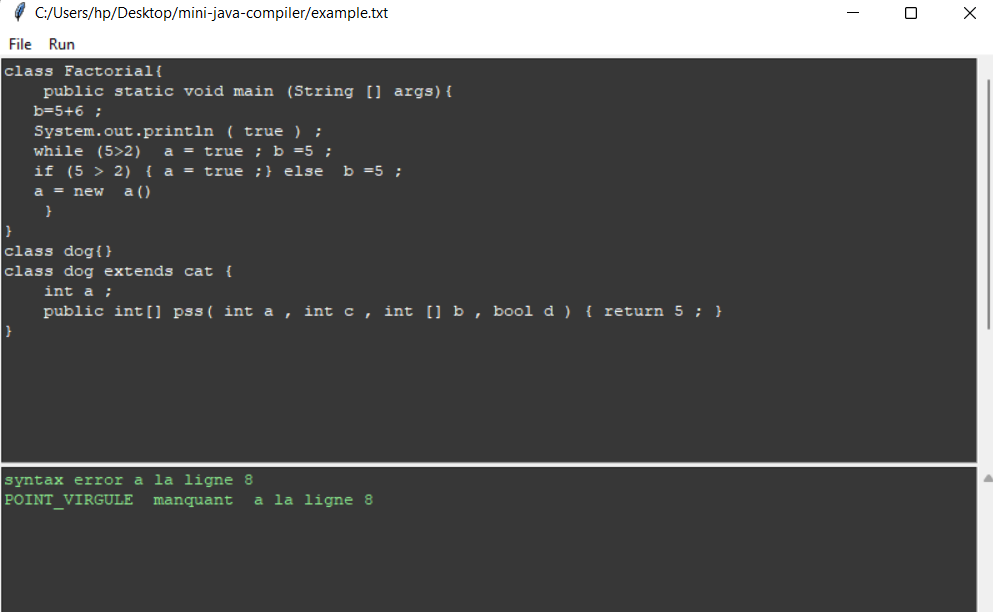 C:/Users/hp/Desktop/mini-java-compiler/example.txt
File Run
class Factorial{
    public static void main (String [] args){
   b=5+6 ;
   System.out.println ( true ) ;
   while (5>2)  a = true ; b =5 ;
   if (5 > 2) { a = true ;} else  b =5 ;
   a = new  a()
    }
}
class dog{}
class dog extends cat {
    int a ;
    public int[] pss( int a , int c , int [] b , bool d ) { return 5 ; }
}
syntax error a la ligne 8
POINT_VIRGULE  manquant  a la ligne 8